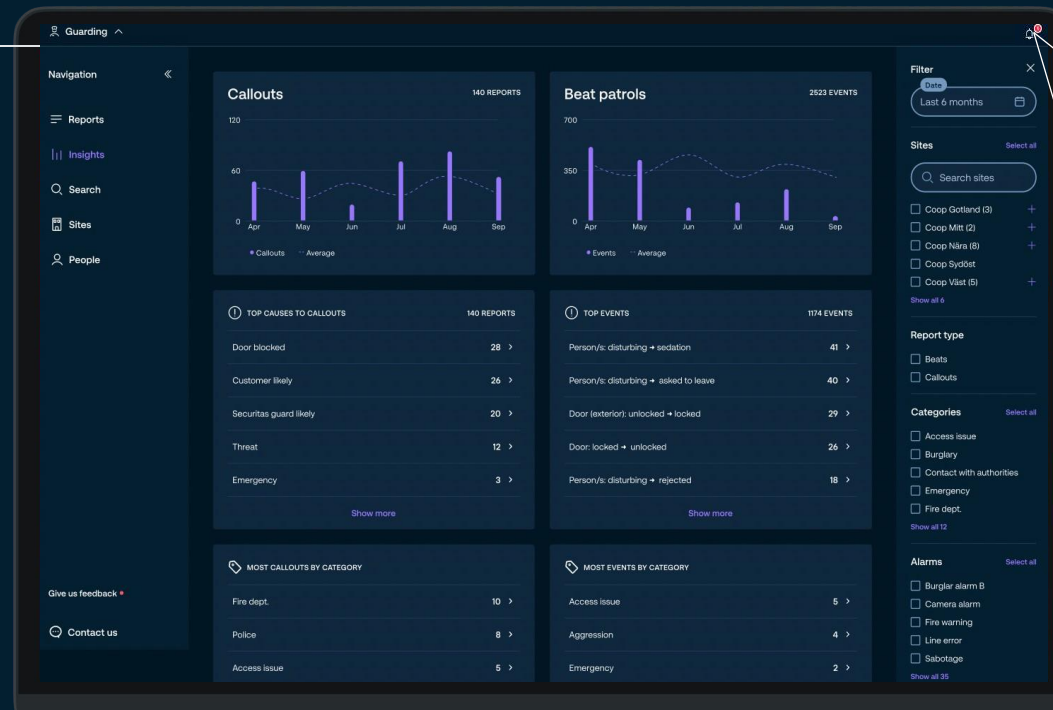 Guarding
1
Navigation
Reports
Insights
Search
Sites
People
Give us feedback
Contact us
Callouts
140 REPORTS
120
60
0
Apr May Jun Jul Aug Sep
Callouts Average
Beat patrols
2523 EVENTS
700
350
0
Apr May Jun Jul Aug Sep
Events Average
TOP CAUSES TO CALLOUTS 140 REPORTS
Door blocked 28
Customer likely 26
Securitas guard likely 20
Threat 12
Emergency 3
Show more
TOP EVENTS 1174 EVENTS
Person/s: disturbing → sedation 41
Person/s: disturbing → asked to leave 40
Door (exterior): unlocked → locked 29
Door: locked → unlocked 26
Person/s: disturbing → rejected 18
Show more
MOST CALLOUTS BY CATEGORY
Fire dept. 10
Police 8
Access issue 5
MOST EVENTS BY CATEGORY
Access issue 5
Aggression 4
Emergency 2
Filter
Date
Last 6 months
Sites Select all
Search sites
Coop Gotland (3)
Coop Mitt (2)
Coop Nära (8)
Coop Sydöst
Coop Väst (5)
Show all 6
Report type
Beats
Callouts
Categories Select all
Access issue
Burglary
Contact with authorities
Emergency
Fire dept.
Show all 12
Alarms Select all
Burglar alarm B
Camera alarm
Fire warning
Line error
Sabotage
Show all 35